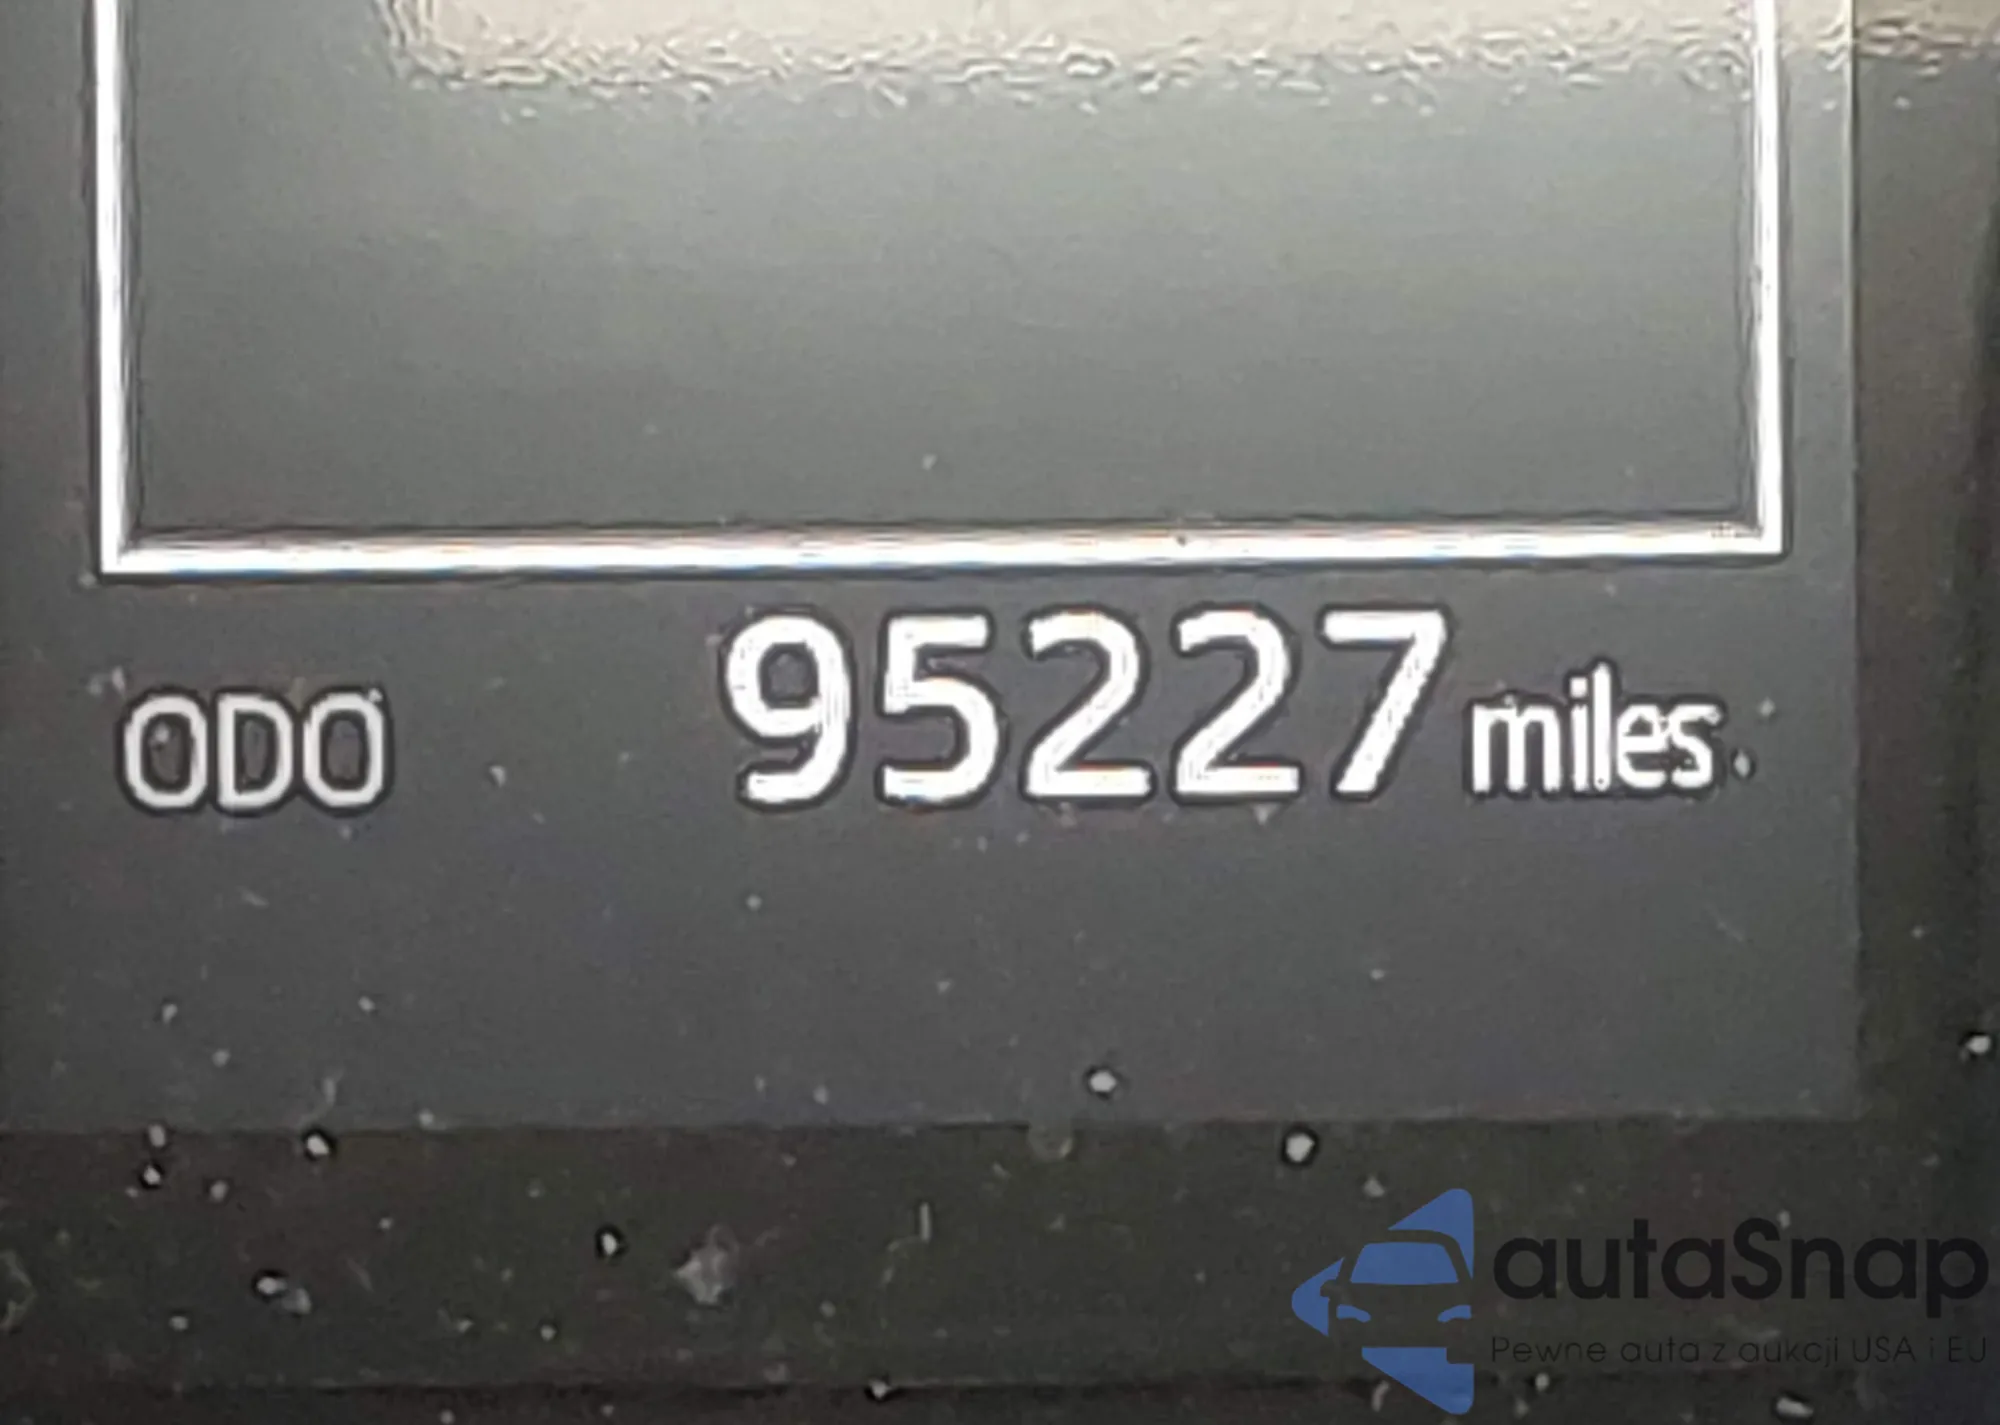 ODO 95227 miles
autaSnap
Pewne auta z aukcji USA i EU